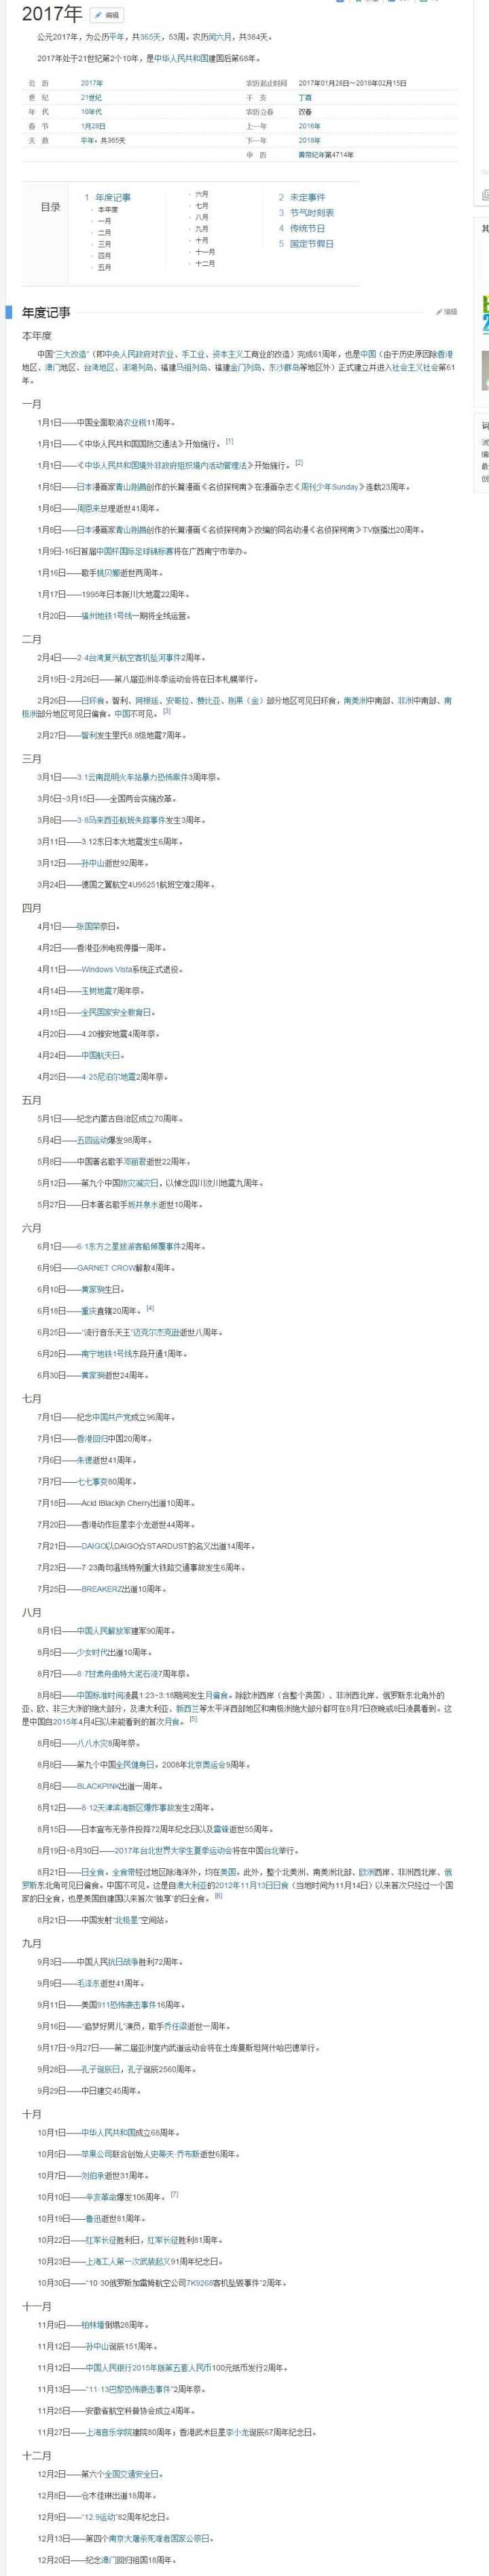 2017年
编辑
公元2017年，为公历平年，共365天，53周。农历闰六月，共384天。
2017年处于21世纪第2个10年，是中华人民共和国建国后第68年。
公 历 2017年 农历起止时间 2017年01月28日～2018年02月15日
世 纪 21世纪 干 支 丁酉
年 代 10年代 农历立春 双春
春 节 1月28日 上一年 2016年
天 数 平年，共365天 下一年 2018年
中 历 黄帝纪年第4714年
目录
1 年度记事
本年度
一月
二月
三月
四月
五月
六月
七月
八月
九月
十月
十一月
十二月
2 未定事件
3 节气时刻表
4 传统节日
5 国定节假日
年度记事
编辑
本年度
中国“三大改造”（即中央人民政府对农业、手工业、资本主义工商业的改造）完成61周年，也是中国（由于历史原因除香港
地区、澳门地区、台湾地区、澎湖列岛、福建马祖列岛、福建金门列岛、东沙群岛等地区外）正式建立并进入社会主义社会第61
年。
一月
1月1日——中国全面取消农业税11周年。
1月1日——《中华人民共和国国防交通法》开始施行。 [1]
1月1日——《中华人民共和国境外非政府组织境内活动管理法》开始施行。 [2]
1月5日——日本漫画家青山刚昌创作的长篇漫画《名侦探柯南》在漫画杂志《周刊少年Sunday》连载23周年。
1月8日——周恩来总理逝世41周年。
1月8日——日本漫画家青山刚昌创作的长篇漫画《名侦探柯南》改编的同名动漫《名侦探柯南》TV版播出20周年。
1月9日-16日首届中国杯国际足球锦标赛将在广西南宁市举办。
1月16日——歌手姚贝娜逝世两周年。
1月17日——1995年日本阪川大地震22周年。
1月20日——福州地铁1号线一期将全线运营。
二月
2月4日——2·4台湾复兴航空客机坠河事件2周年。
2月19日~2月26日——第八届亚洲冬季运动会将在日本札幌举行。
2月26日——日环食。智利、阿根廷、安哥拉、赞比亚、刚果（金）部分地区可见日环食，南美洲中南部、非洲中南部、南
极洲部分地区可见日偏食。中国不可见。 [3]
2月27日——智利发生里氏8.8级地震7周年。
三月
3月1日——3·1云南昆明火车站暴力恐怖案件3周年祭。
3月5日~3月15日——全国两会实施改革。
3月8日——3·8马来西亚航班失踪事件发生3周年。
3月11日——3.12东日本大地震发生6周年。
3月12日——孙中山逝世92周年。
3月24日——德国之翼航空4U95251航班空难2周年。
四月
4月1日——张国荣祭日。
4月2日——香港亚洲电视停播一周年。
4月11日——Windows Vista系统正式退役。
4月14日——玉树地震7周年祭。
4月15日——全民国家安全教育日。
4月20日——4.20雅安地震4周年祭。
4月24日——中国航天日。
4月25日——4·25尼泊尔地震2周年祭。
五月
5月1日——纪念内蒙古自治区成立70周年。
5月4日——五四运动爆发98周年。
5月8日——中国著名歌手邓丽君逝世22周年。
5月12日——第九个中国防灾减灾日，以悼念四川汶川地震九周年。
5月27日——日本著名歌手坂井泉水逝世10周年。
六月
6月1日——6·1东方之星旅游客船倾覆事件2周年。
6月9日——GARNET CROW解散4周年。
6月10日——黄家驹生日。
6月18日——重庆直辖20周年。 [4]
6月25日——“流行音乐天王”迈克尔杰克逊逝世八周年。
6月28日——南宁地铁1号线东段开通1周年。
6月30日——黄家驹逝世24周年。
七月
7月1日——纪念中国共产党成立96周年。
7月1日——香港回归中国20周年。
7月6日——朱德逝世41周年。
7月7日——七七事变80周年。
7月18日——Acid lBlackjh Cherry出道10周年。
7月20日——香港动作巨星李小龙逝世44周年。
7月21日——DAIGO以DAIGO☆STARDUST的名义出道14周年。
7月23日——7·23甬台温线特别重大铁路交通事故发生6周年。
7月25日——BREAKERZ出道10周年。
八月
8月1日——中国人民解放军建军90周年。
8月5日——少女时代出道10周年。
8月7日——8·7甘肃舟曲特大泥石流7周年祭。
8月8日——中国标准时间凌晨1:23~3:18期间发生月偏食。除欧洲西岸（含整个英国）、非洲西北岸、俄罗斯东北角外的
亚、欧、非三大洲的绝大部分，及澳大利亚、新西兰等太平洋西部地区和南极洲绝大部分都可在8月7日夜晚或8日凌晨看到。这
是中国自2015年4月4日以来能看到的首次月食。 [5]
8月8日——八八水灾8周年祭。
8月8日——第九个中国全民健身日。2008年北京奥运会9周年。
8月8日——BLACKPINK出道一周年。
8月12日——8·12天津滨海新区爆炸事故发生2周年。
8月15日——日本宣布无条件投降72周年纪念日以及雷锋逝世55周年。
8月19日~8月30日——2017年台北世界大学生夏季运动会将在中国台北举行。
8月21日——日全食。全食带经过地区除海洋外，均在美国。此外，整个北美洲、南美洲北部、欧洲西岸、非洲西北岸、俄
罗斯东北角可见日偏食。中国不可见。这是自澳大利亚的2012年11月13日日食（当地时间为11月14日）以来首次只经过一个国
家的日全食，也是美国自建国以来首次“独享”的日全食。 [6]
8月21日——中国发射“北极星”空间站。
九月
9月3日——中国人民抗日战争胜利72周年。
9月9日——毛泽东逝世41周年。
9月11日——美国911恐怖袭击事件16周年。
9月16日——“追梦好男儿”演员，歌手乔任梁逝世一周年。
9月17日~9月27日——第二届亚洲室内武道运动会将在土库曼斯坦阿什哈巴德举行。
9月28日——孔子诞辰日，孔子诞辰2560周年。
9月29日——中日建交45周年。
十月
10月1日——中华人民共和国成立68周年。
10月5日——苹果公司联合创始人史蒂夫·乔布斯逝世6周年。
10月7日——刘伯承逝世31周年。
10月10日——辛亥革命爆发106周年。 [7]
10月19日——鲁迅逝世81周年。
10月22日——红军长征胜利日，红军长征胜利81周年。
10月23日——上海工人第一次武装起义91周年纪念日。
10月30日——“10·30俄罗斯加雷姆航空公司7K9268客机坠毁事件”2周年。
十一月
11月9日——柏林墙倒塌28周年。
11月12日——孙中山诞辰151周年。
11月12日——中国人民银行2015年版第五套人民币100元纸币发行2周年。
11月13日——“11·13巴黎恐怖袭击事件”2周年祭。
11月25日——安徽省航空科普协会成立4周年。
11月27日——上海音乐学院建院80周年；香港武术巨星李小龙诞辰67周年纪念日。
十二月
12月2日——第六个全国交通安全日。
12月8日——仓木佳琳出道18周年。
12月9日——“12.9运动”82周年纪念日。
12月13日——第四个南京大屠杀死难者国家公祭日。
12月20日——纪念澳门回归祖国18周年。